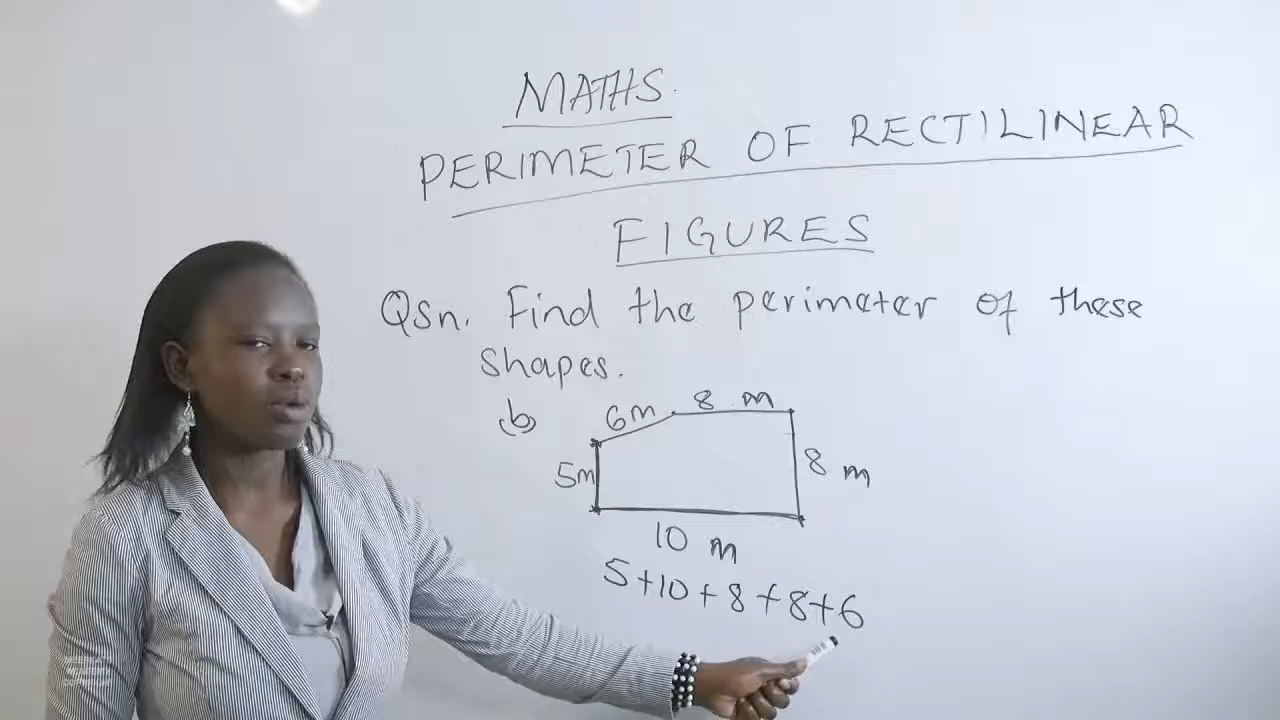 MATHS.
PERIMETER OF RECTILINEAR
FIGURES
Qsn. Find the perimeter of these
shapes.
b)
6m 8 m
5m 8 m
10 m
5+10+8+8+6